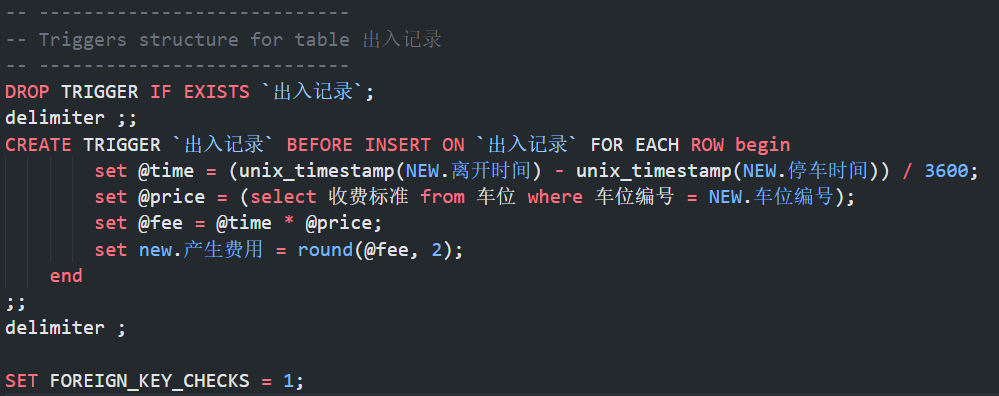 -- ----------------------------
-- Triggers structure for table 出入记录
-- ----------------------------
DROP TRIGGER IF EXISTS `出入记录`;
delimiter ;;
CREATE TRIGGER `出入记录` BEFORE INSERT ON `出入记录` FOR EACH ROW begin
        set @time = (unix_timestamp(NEW.离开时间) - unix_timestamp(NEW.停车时间)) / 3600;
        set @price = (select 收费标准 from 车位 where 车位编号 = NEW.车位编号);
        set @fee = @time * @price;
        set new.产生费用 = round(@fee, 2);
    end
;;
delimiter ;
SET FOREIGN_KEY_CHECKS = 1;